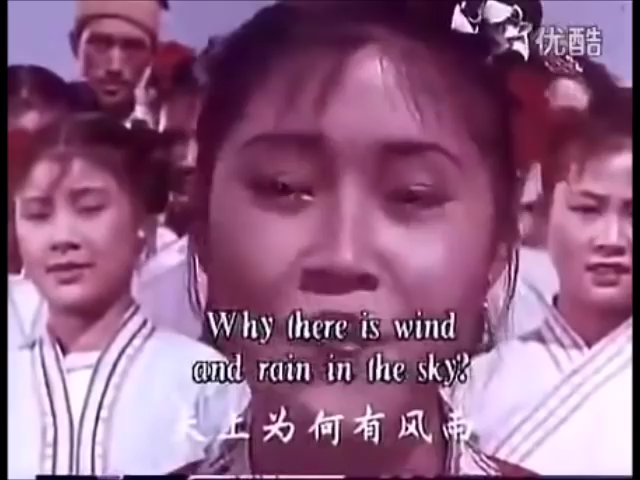 优酷
Why there is wind
and rain in the sky?
天上为何有风雨